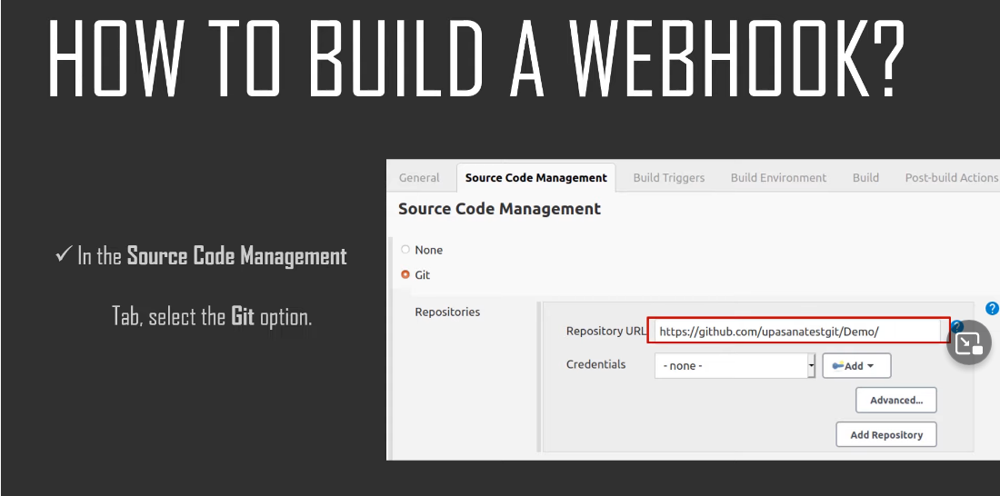 HOW TO BUILD A WEBHOOK?
✓ In the Source Code Management
Tab, select the Git option.
General Source Code Management Build Triggers Build Environment Build Post-build Actions
Source Code Management
None
Git
Repositories
Repository URL https://github.com/upasanatestgit/Demo/
Credentials - none - Add
Advanced...
Add Repository